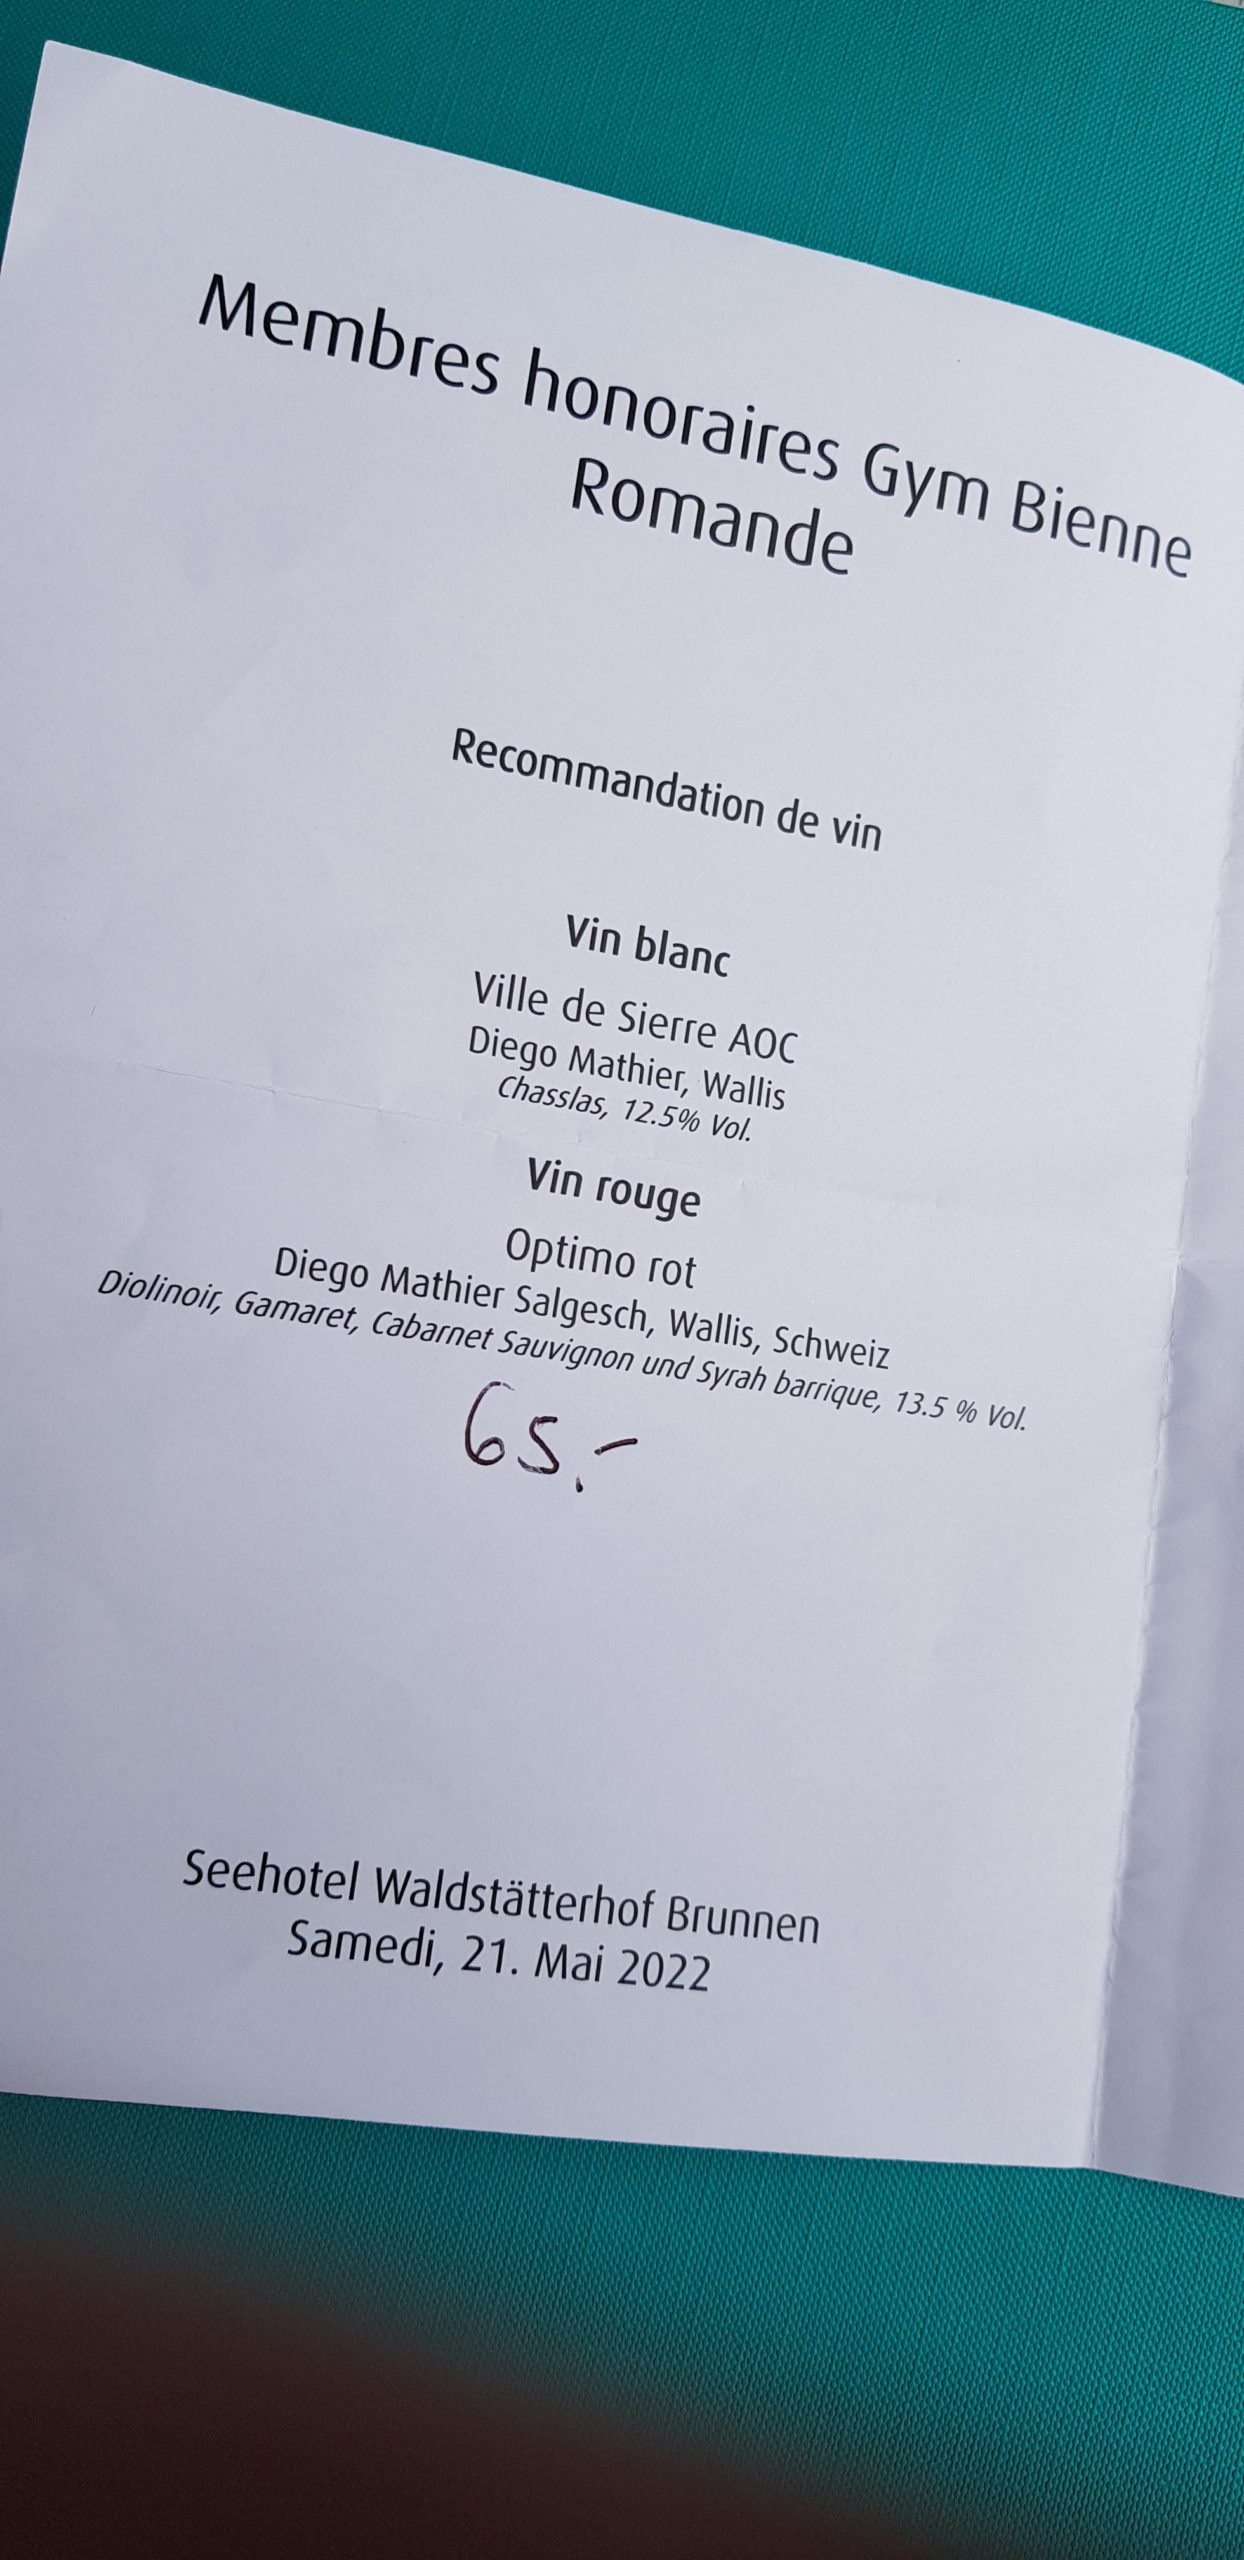 Membres honoraires Gym Bienne
Romande
Recommandation de vin
Vin blanc
Ville de Sierre AOC
Diego Mathier, Wallis
Chasslas, 12.5% Vol.
Vin rouge
Optimo rot
Diego Mathier Salgesch, Wallis, Schweiz
Diolinoir, Gamaret, Cabarnet Sauvignon und Syrah barrique, 13.5 % Vol.
65.-
Seehotel Waldstätterhof Brunnen
Samedi, 21. Mai 2022